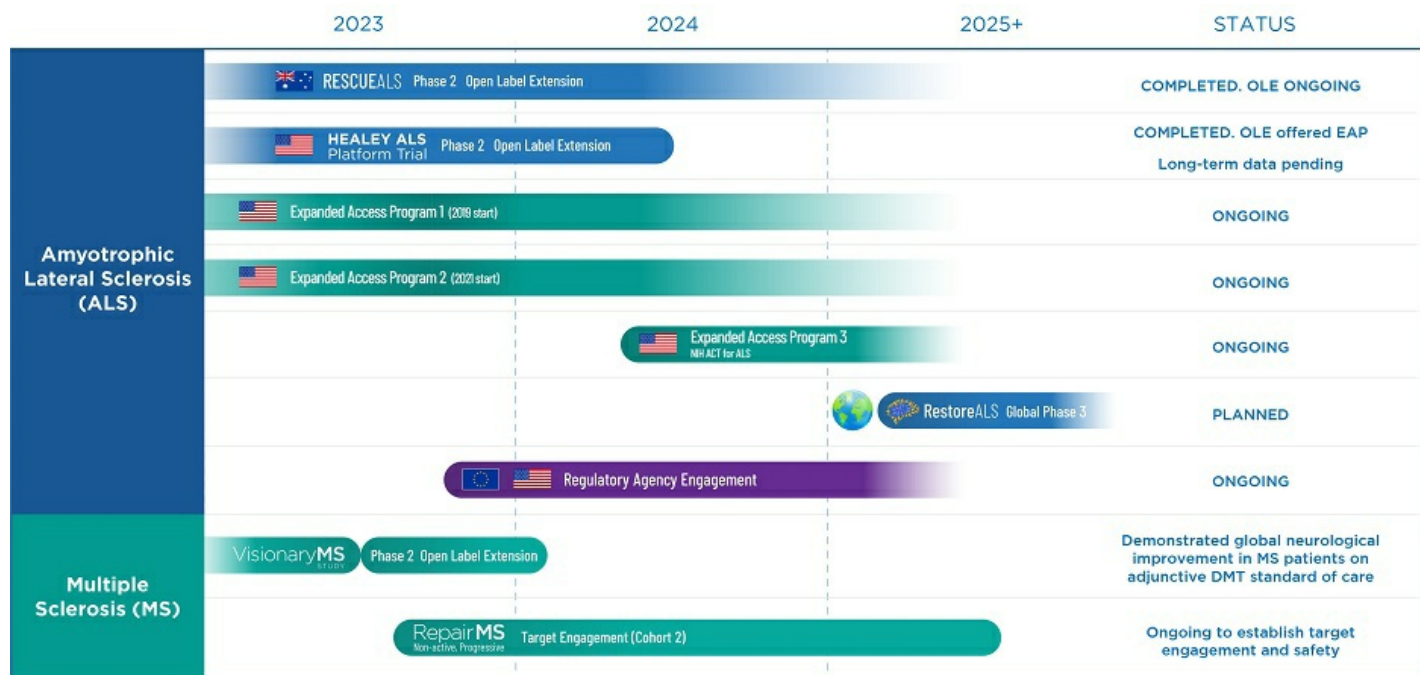 2023 2024 2025+ STATUS
Amyotrophic
Lateral Sclerosis
(ALS)
RESCUEALS Phase 2 Open Label Extension
COMPLETED. OLE ONGOING
HEALEY ALS
Platform Trial
Phase 2 Open Label Extension
COMPLETED. OLE offered EAP
Long-term data pending
Expanded Access Program 1 (2019 start)
ONGOING
Expanded Access Program 2 (2021 start)
ONGOING
Expanded Access Program 3
NIH ACT for ALS
ONGOING
RestoreALS Global Phase 3
PLANNED
Regulatory Agency Engagement
ONGOING
Multiple
Sclerosis (MS)
VisionaryMS
STUDY
Phase 2 Open Label Extension
Demonstrated global neurological
improvement in MS patients on
adjunctive DMT standard of care
RepairMS
Non-active, Progressive
Target Engagement (Cohort 2)
Ongoing to establish target
engagement and safety